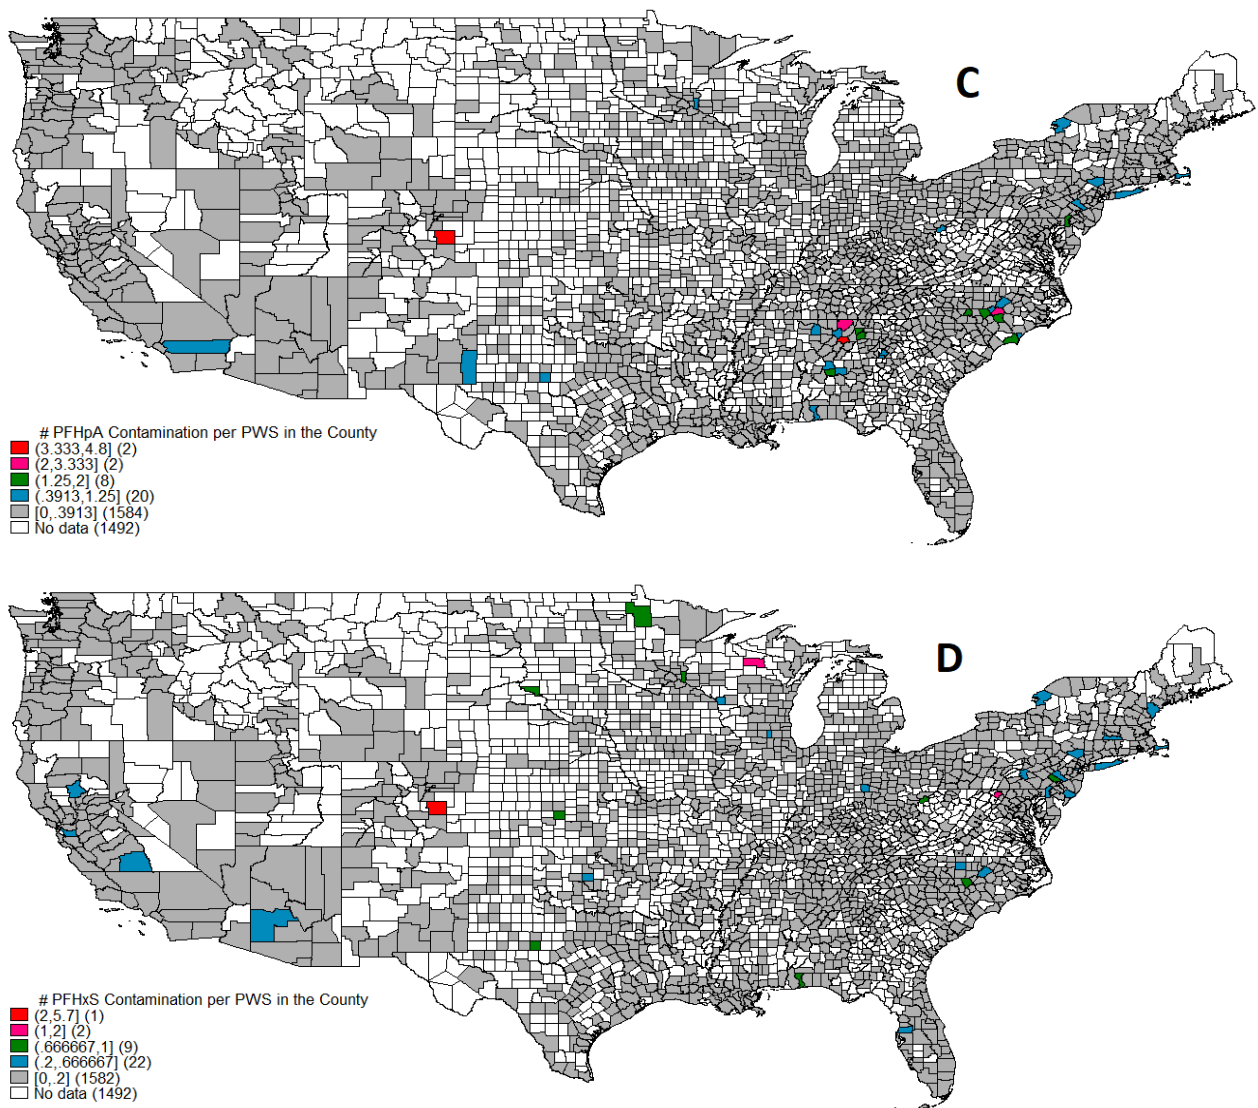 C
# PFHpA Contamination per PWS in the County
(3.333,4.8] (2)
(2,3.333] (2)
(1.25,2] (8)
(.3913,1.25] (20)
[0,.3913] (1584)
No data (1492)
D
# PFHxS Contamination per PWS in the County
(2,5.7] (1)
(1,2] (2)
(.666667,1] (9)
(.2,.666667] (22)
[0,.2] (1582)
No data (1492)